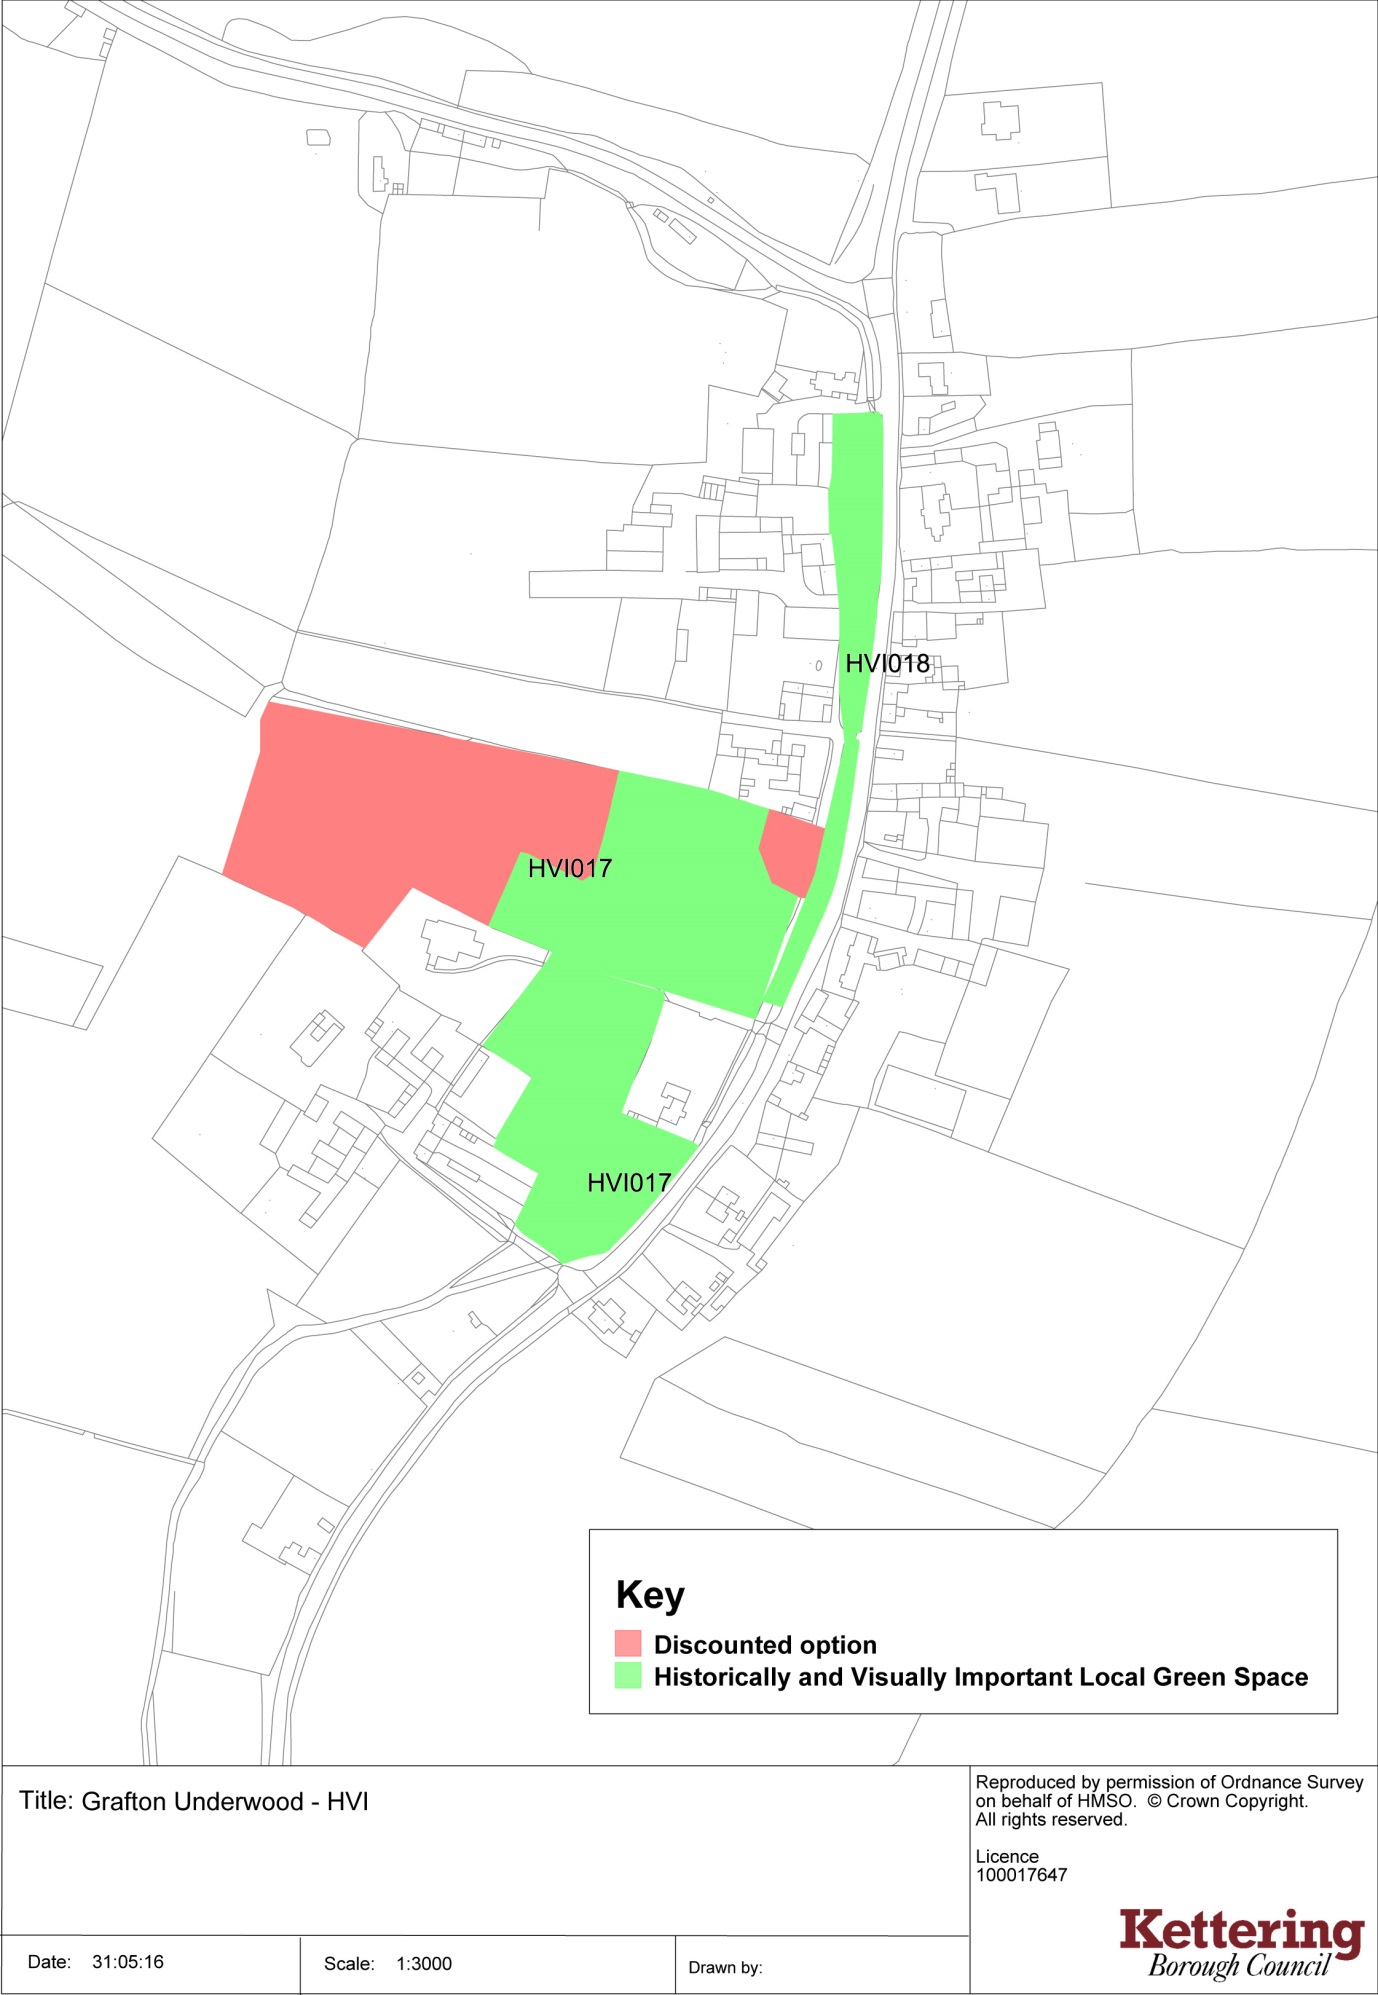 HVI018
HVI017
HVI017
Key
Discounted option
Historically and Visually Important Local Green Space
Title: Grafton Underwood - HVI
Reproduced by permission of Ordnance Survey
on behalf of HMSO. © Crown Copyright.
All rights reserved.
Licence
100017647
Kettering
Borough Council
Date: 31:05:16
Scale: 1:3000
Drawn by: